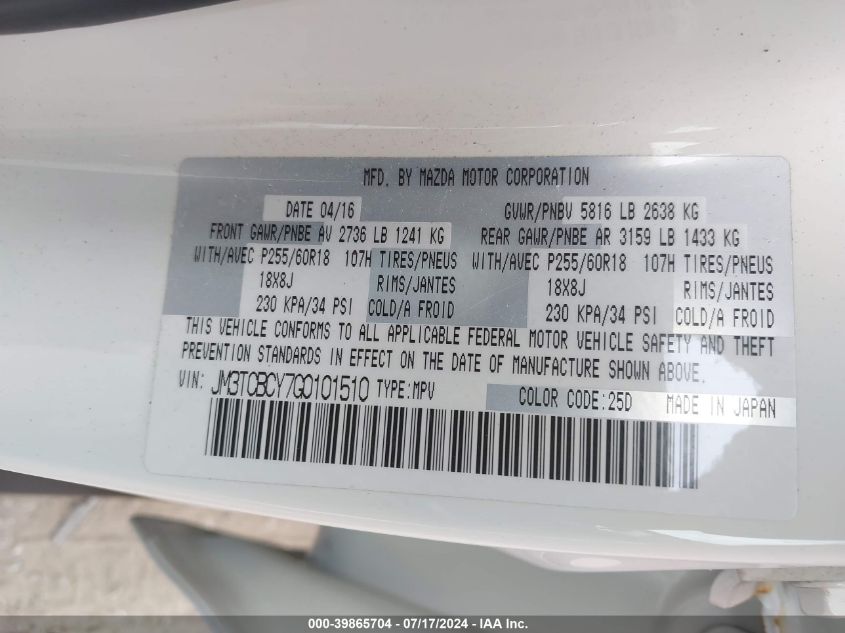 MFD. BY MAZDA MOTOR CORPORATION
DATE 04/16 GVWR/PNBV 5816 LB 2638 KG
FRONT GAWR/PNBE AV 2736 LB 1241 KG REAR GAWR/PNBE AR 3159 LB 1433 KG
WITH/AVEC P255/60R18 107H TIRES/PNEUS WITH/AVEC P255/60R18 107H TIRES/PNEUS
18X8J RIMS/JANTES 18X8J RIMS/JANTES
230 KPA/34 PSI COLD/A FROID 230 KPA/34 PSI COLD/A FROID
THIS VEHICLE CONFORMS TO ALL APPLICABLE FEDERAL MOTOR VEHICLE SAFETY AND THEFT
PREVENTION STANDARDS IN EFFECT ON THE DATE OF MANUFACTURE SHOWN ABOVE.
VIN: JM3TCBCY7G0101510 TYPE:MPV COLOR CODE:25D MADE IN JAPAN
000-39865704 - 07/17/2024 - IAA Inc.